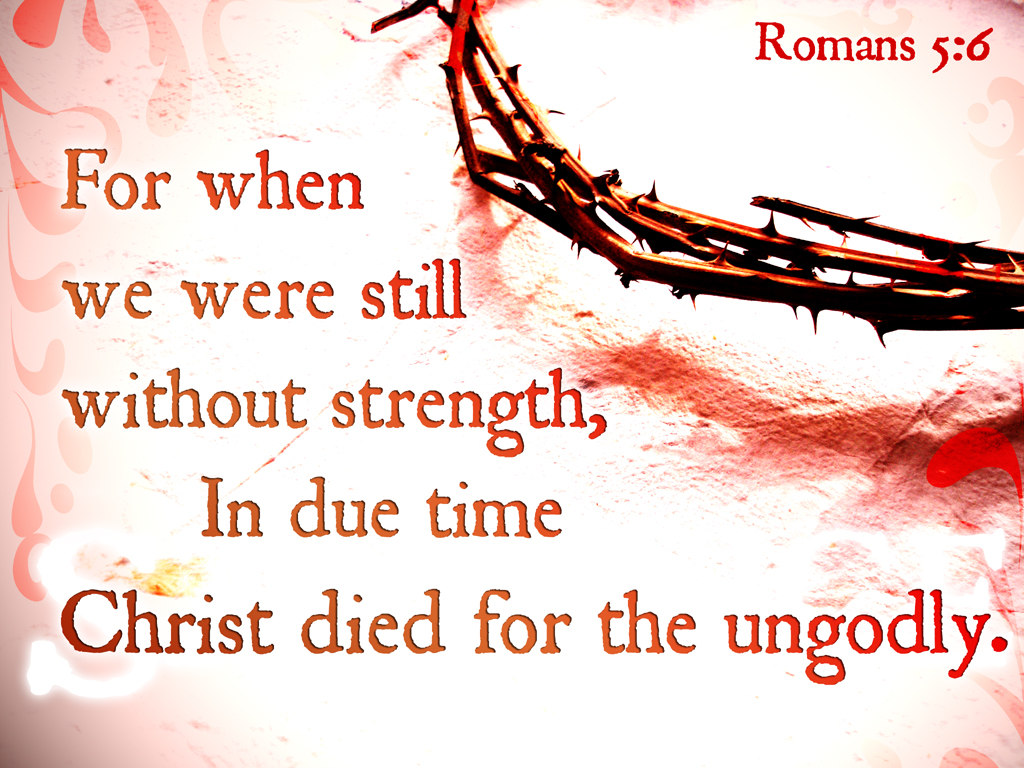 Romans 5:6
For when
we were still
without strength,
In due time
Christ died for the ungodly.